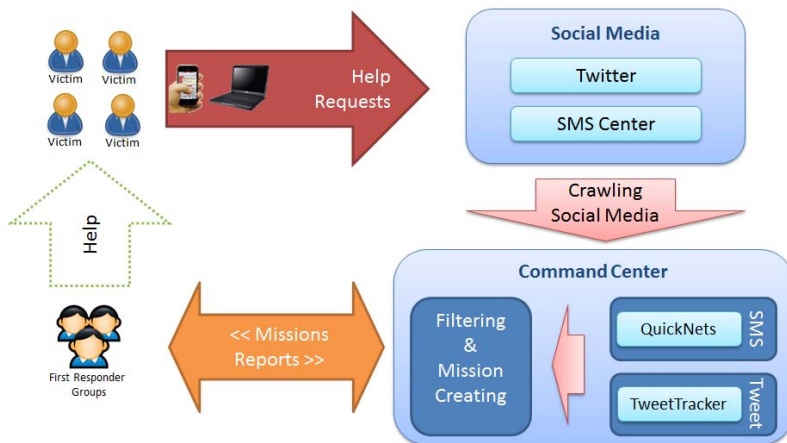 Victim
Victim
Victim
Victim
Help
Requests
Social Media
Twitter
SMS Center
Crawling
Social Media
Help
First Responder
Groups
<< Missions
Reports >>
Command Center
Filtering
&
Mission
Creating
QuickNets
SMS
TweetTracker
Tweet